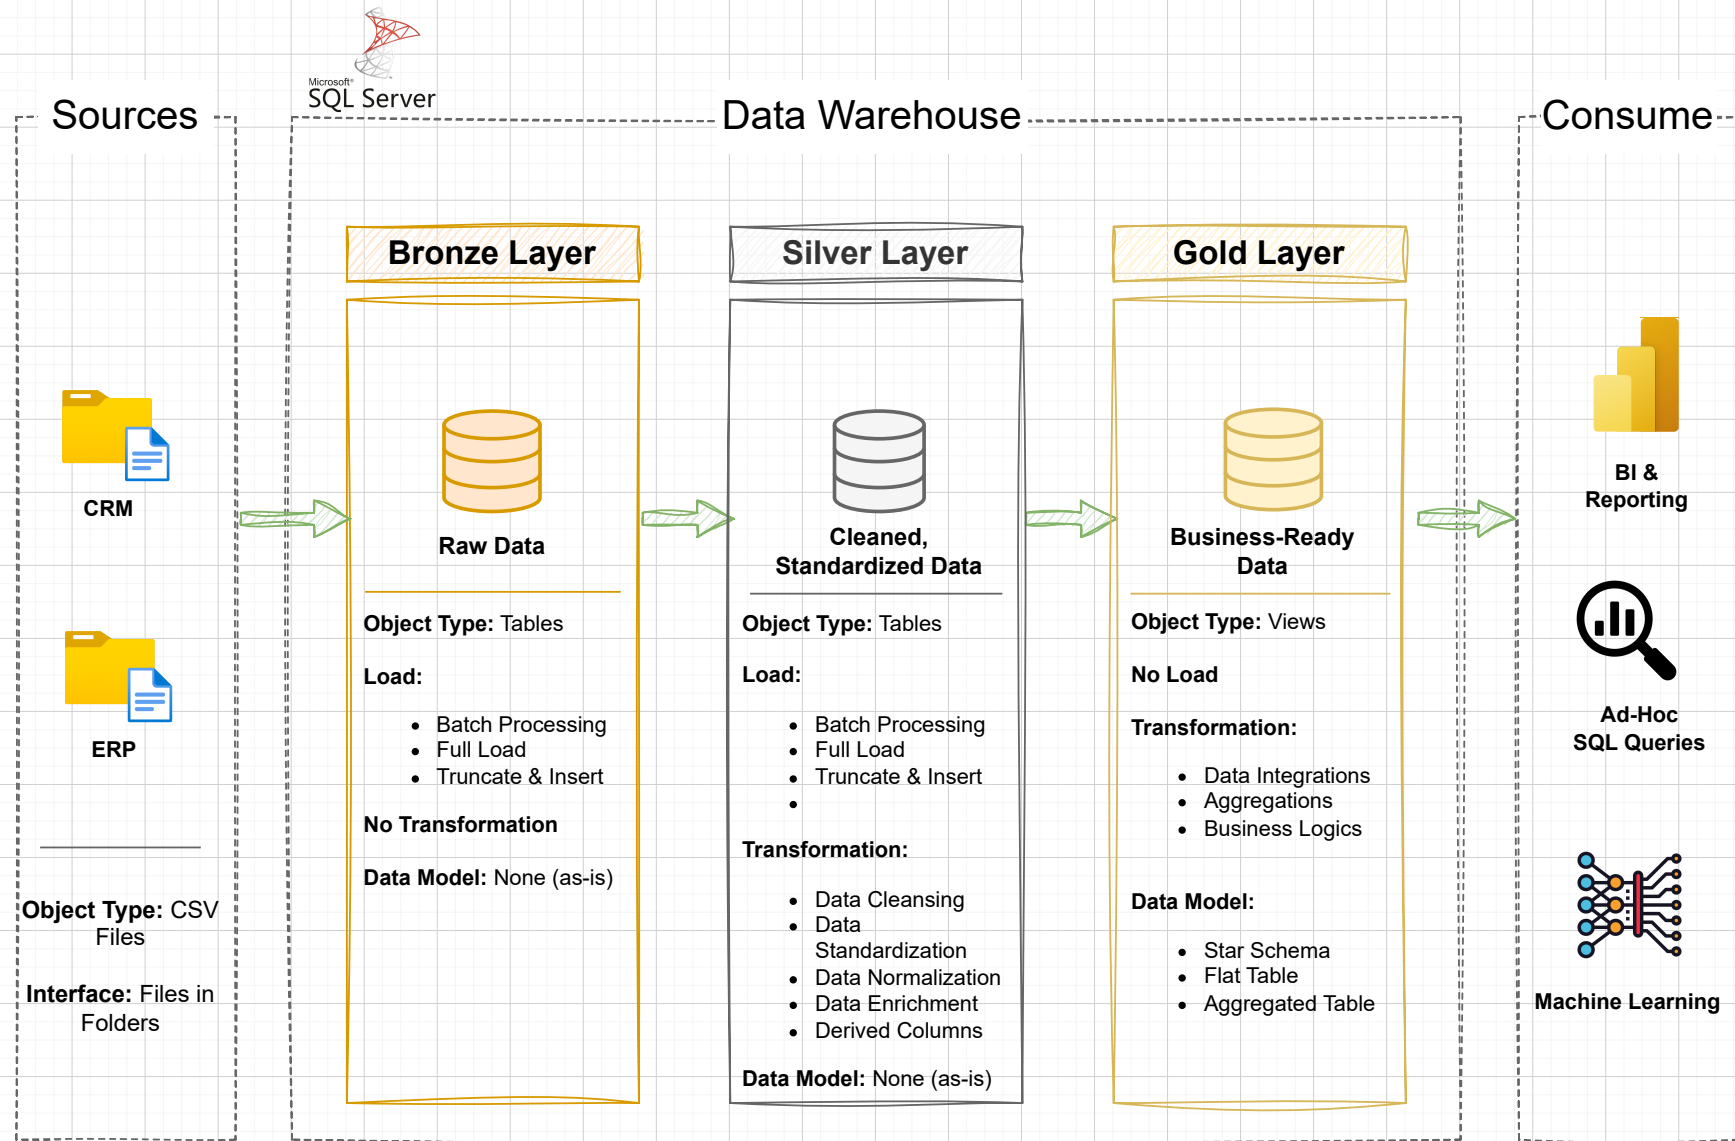 Microsoft®
SQL Server
Sources
Data Warehouse
Consume
CRM
ERP
Object Type: CSV
Files
Interface: Files in
Folders
Bronze Layer
Raw Data
Object Type: Tables
Load:
• Batch Processing
• Full Load
• Truncate & Insert
No Transformation
Data Model: None (as-is)
Silver Layer
Cleaned,
Standardized Data
Object Type: Tables
Load:
• Batch Processing
• Full Load
• Truncate & Insert
•
Transformation:
• Data Cleansing
• Data
Standardization
• Data Normalization
• Data Enrichment
• Derived Columns
Data Model: None (as-is)
Gold Layer
Business-Ready
Data
Object Type: Views
No Load
Transformation:
• Data Integrations
• Aggregations
• Business Logics
Data Model:
• Star Schema
• Flat Table
• Aggregated Table
BI &
Reporting
Ad-Hoc
SQL Queries
Machine Learning